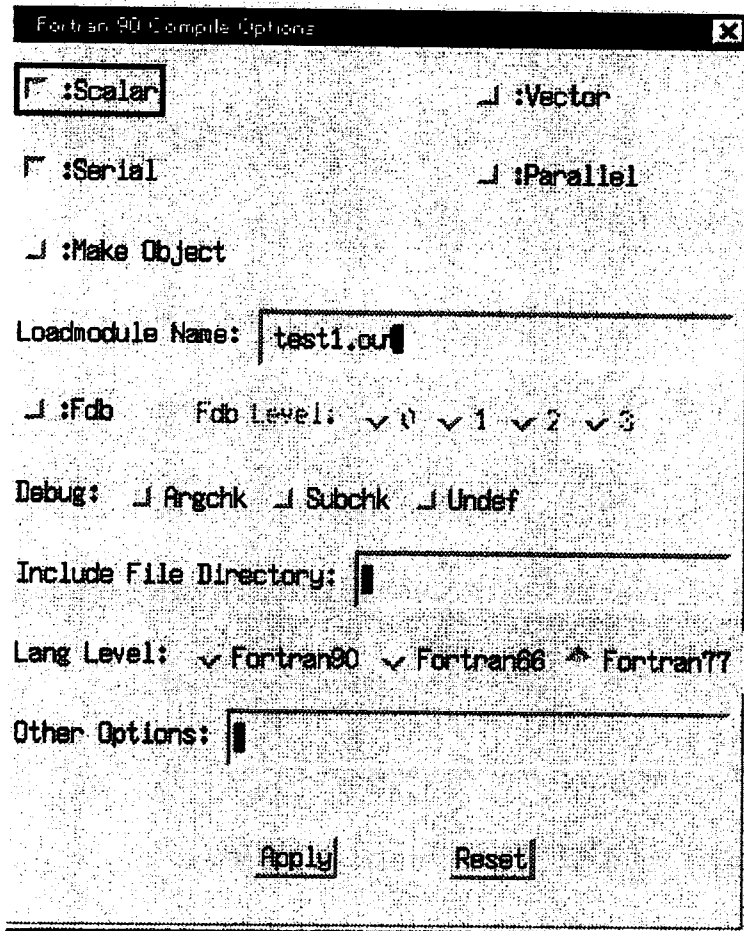 Fortran 90 Compile Options
:Scalar :Vector
:Serial :Parallel
:Make Object
Loadmodule Name: test1.out
:Fdb Fdb Level: 0 1 2 3
Debug: Argchk Subchk Undef
Include File Directory:
Lang Level: Fortran90 Fortran66 Fortran77
Other Options:
Apply Reset